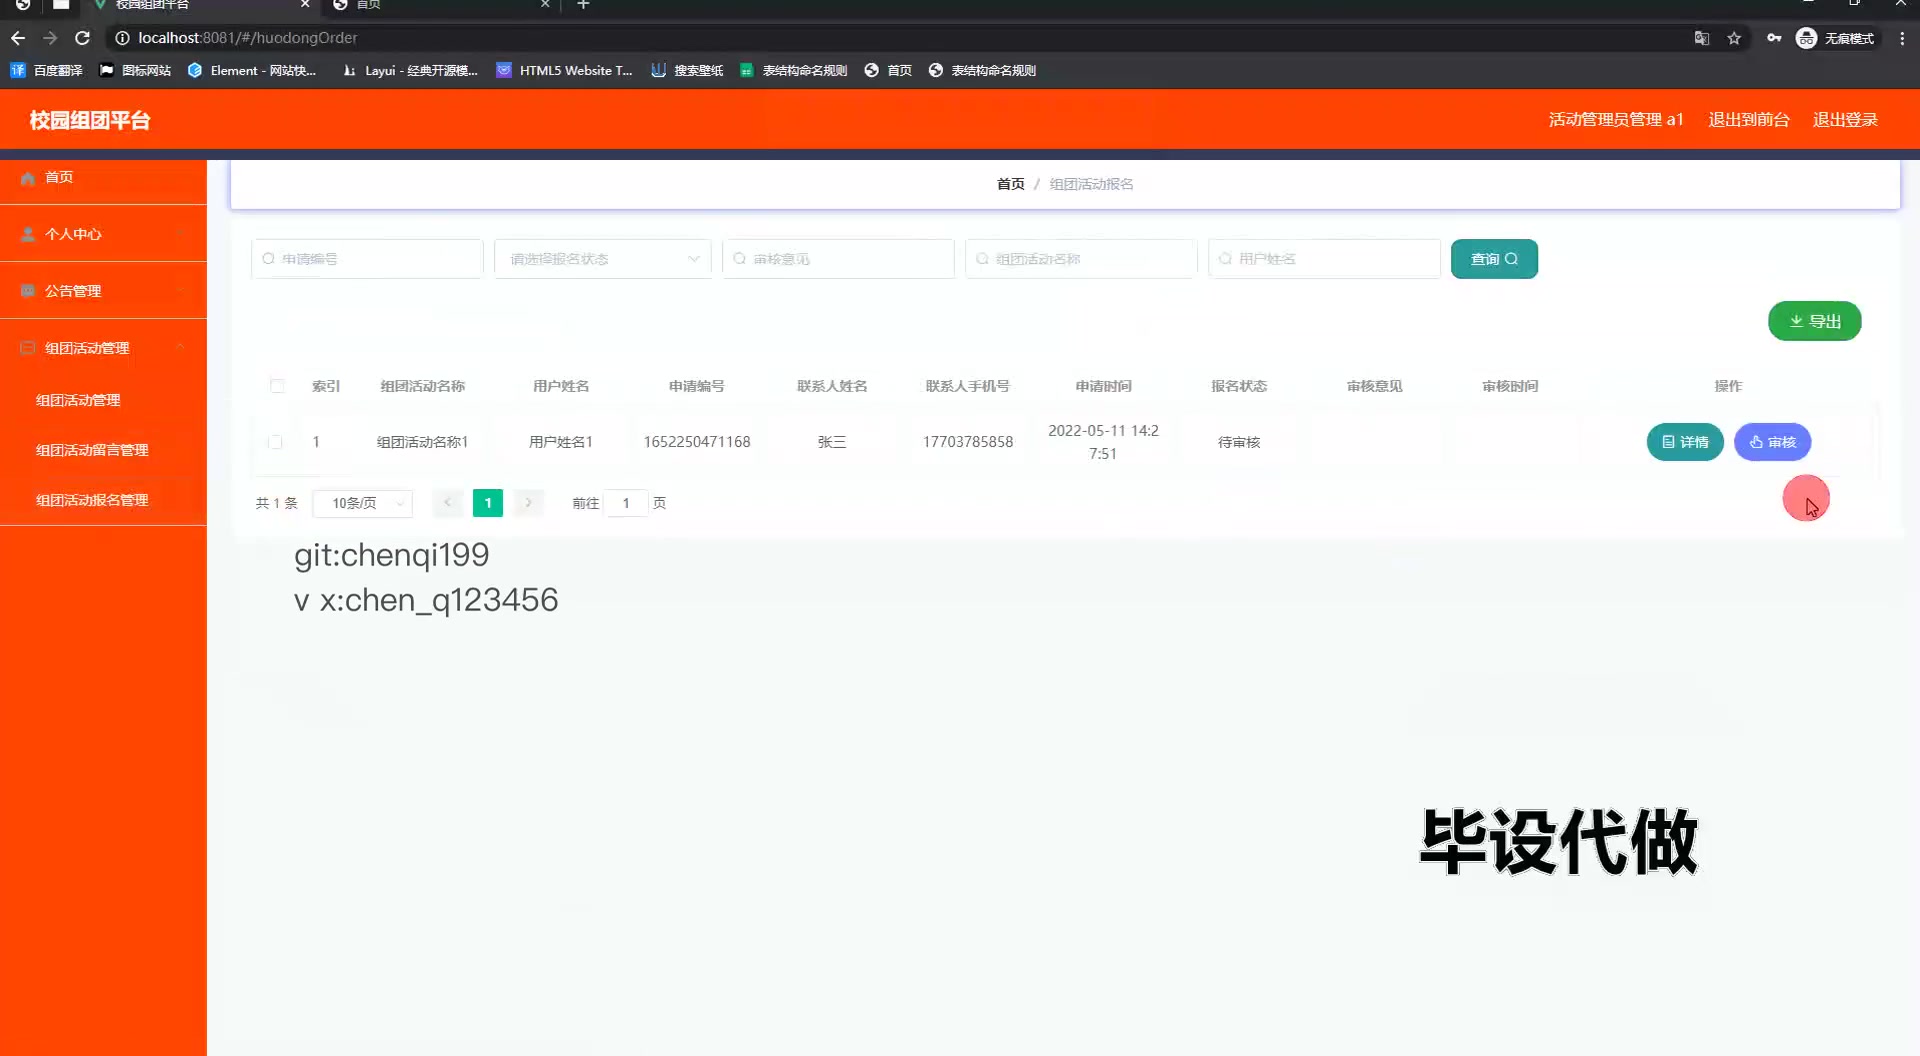 校园组团平台
首页
localhost:8081/#/huodongOrder
无痕模式
百度翻译
图标网站
Element - 网站快...
Layui - 经典开源模...
HTML5 Website T...
搜索壁纸
表结构命名规则
首页
表结构命名规则
校园组团平台
活动管理员管理 a1
退出到前台
退出登录
首页
个人中心
公告管理
组团活动管理
组团活动管理
组团活动留言管理
组团活动报名管理
首页 / 组团活动报名
申请编号
请选择报名状态
审核意见
组团活动名称
用户姓名
查询
导出
索引 组团活动名称 用户姓名 申请编号 联系人姓名 联系人手机号 申请时间 报名状态 审核意见 审核时间 操作
1 组团活动名称1 用户姓名1 1652250471168 张三 17703785858 2022-05-11 14:2
7:51
待审核
详情
审核
共 1 条 10条/页 1 前往 1 页
git:chenqi199
v x:chen_q123456
毕设代做